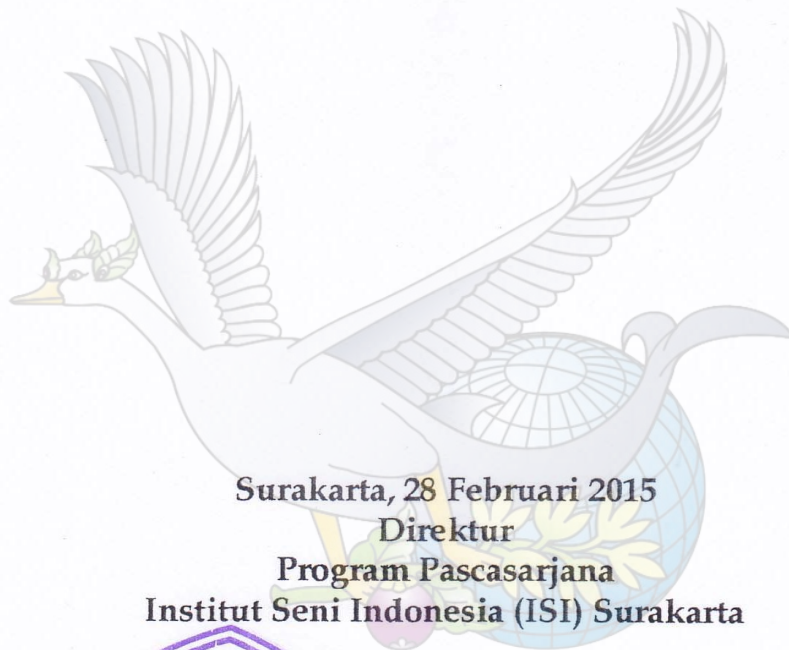 Surakarta, 28 Februari 2015
Direktur
Program Pascasarjana
Institut Seni Indonesia (ISI) Surakarta